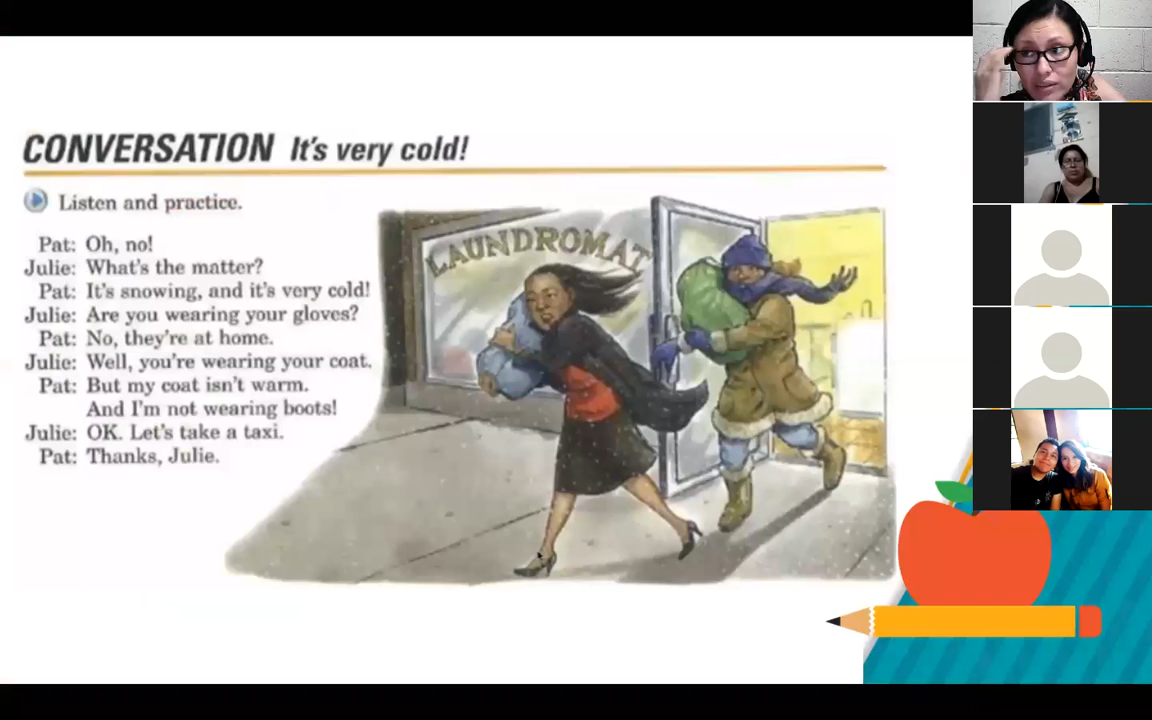 CONVERSATION It's very cold!
Listen and practice.
Pat: Oh, no!
Julie: What's the matter?
Pat: It's snowing, and it's very cold!
Julie: Are you wearing your gloves?
Pat: No, they're at home.
Julie: Well, you're wearing your coat.
Pat: But my coat isn't warm.
And I'm not wearing boots!
Julie: OK. Let's take a taxi.
Pat: Thanks, Julie.
LAUNDROMAT